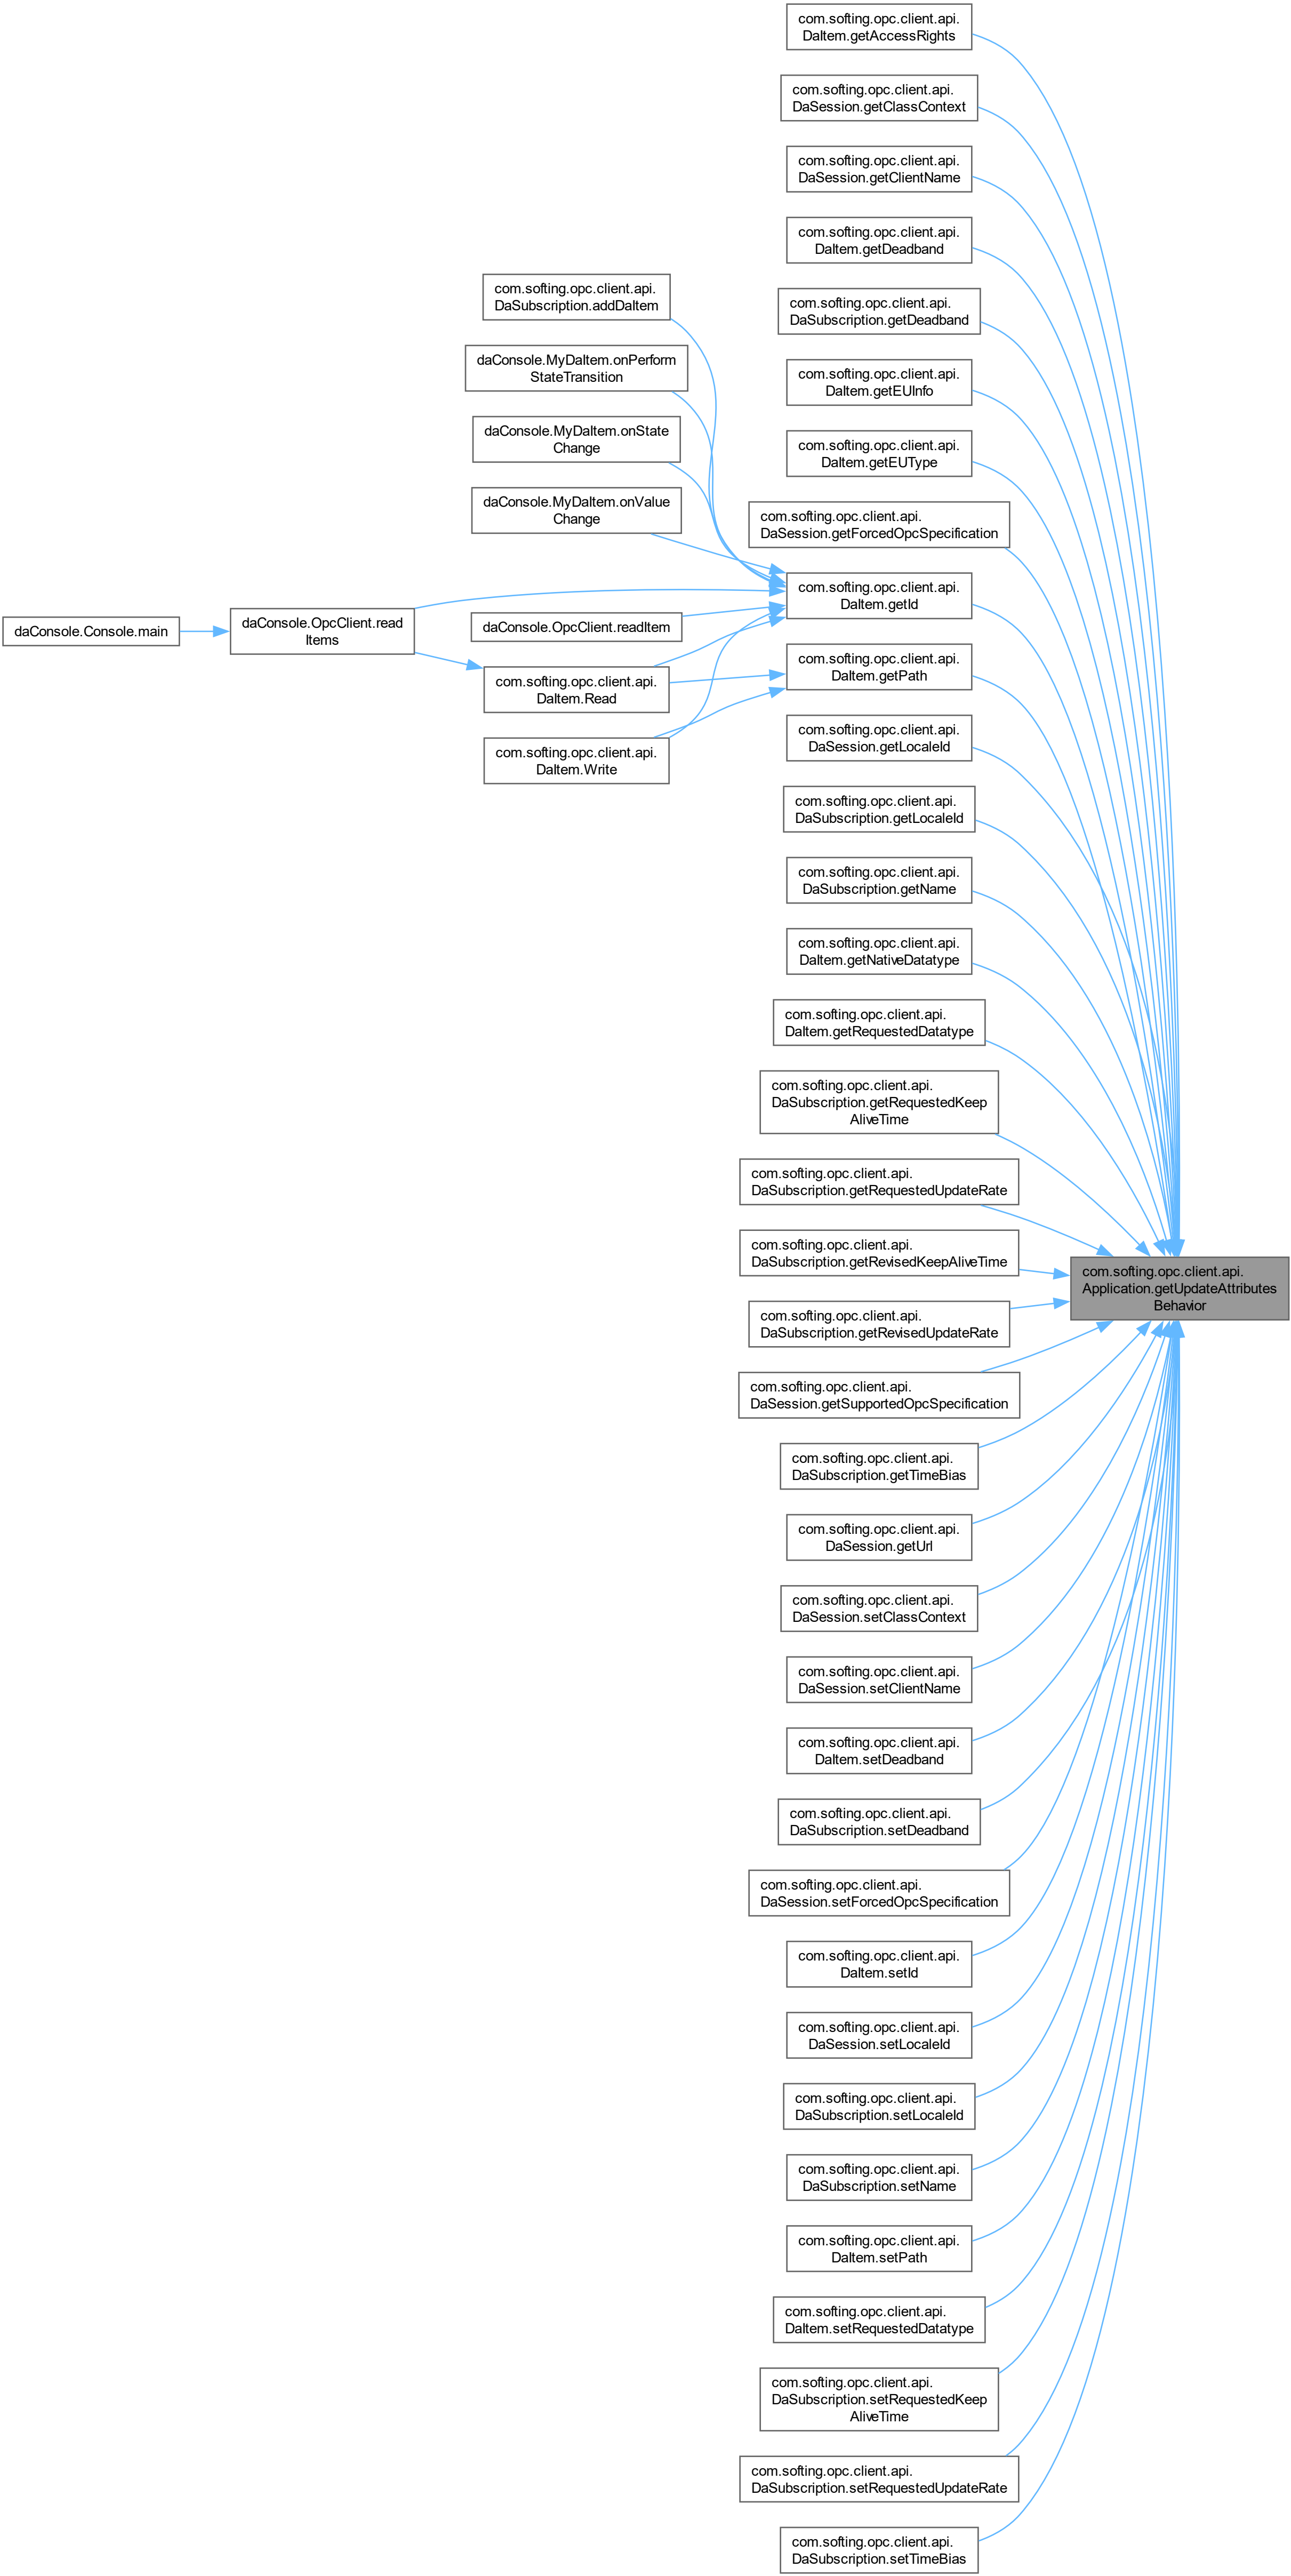 com.softing.opc.client.api.
DaItem.getAccessRights
com.softing.opc.client.api.
DaSession.getClassContext
com.softing.opc.client.api.
DaSession.getClientName
com.softing.opc.client.api.
DaItem.getDeadband
com.softing.opc.client.api.
DaSubscription.addDaItem
com.softing.opc.client.api.
DaSubscription.getDeadband
daConsole.MyDaItem.onPerform
StateTransition
com.softing.opc.client.api.
DaItem.getEUInfo
daConsole.MyDaItem.onState
Change
com.softing.opc.client.api.
DaItem.getEUType
daConsole.MyDaItem.onValue
Change
com.softing.opc.client.api.
DaSession.getForcedOpcSpecification
com.softing.opc.client.api.
DaItem.getId
daConsole.Console.main
daConsole.OpcClient.read
Items
daConsole.OpcClient.readItem
com.softing.opc.client.api.
DaItem.getPath
com.softing.opc.client.api.
DaItem.Read
com.softing.opc.client.api.
DaSession.getLocaleId
com.softing.opc.client.api.
DaItem.Write
com.softing.opc.client.api.
DaSubscription.getLocaleId
com.softing.opc.client.api.
DaSubscription.getName
com.softing.opc.client.api.
DaItem.getNativeDatatype
com.softing.opc.client.api.
DaItem.getRequestedDatatype
com.softing.opc.client.api.
DaSubscription.getRequestedKeep
AliveTime
com.softing.opc.client.api.
DaSubscription.getRequestedUpdateRate
com.softing.opc.client.api.
DaSubscription.getRevisedKeepAliveTime
com.softing.opc.client.api.
Application.getUpdateAttributes
Behavior
com.softing.opc.client.api.
DaSubscription.getRevisedUpdateRate
com.softing.opc.client.api.
DaSession.getSupportedOpcSpecification
com.softing.opc.client.api.
DaSubscription.getTimeBias
com.softing.opc.client.api.
DaSession.getUrl
com.softing.opc.client.api.
DaSession.setClassContext
com.softing.opc.client.api.
DaSession.setClientName
com.softing.opc.client.api.
DaItem.setDeadband
com.softing.opc.client.api.
DaSubscription.setDeadband
com.softing.opc.client.api.
DaSession.setForcedOpcSpecification
com.softing.opc.client.api.
DaItem.setId
com.softing.opc.client.api.
DaSession.setLocaleId
com.softing.opc.client.api.
DaSubscription.setLocaleId
com.softing.opc.client.api.
DaSubscription.setName
com.softing.opc.client.api.
DaItem.setPath
com.softing.opc.client.api.
DaItem.setRequestedDatatype
com.softing.opc.client.api.
DaSubscription.setRequestedKeep
AliveTime
com.softing.opc.client.api.
DaSubscription.setRequestedUpdateRate
com.softing.opc.client.api.
DaSubscription.setTimeBias